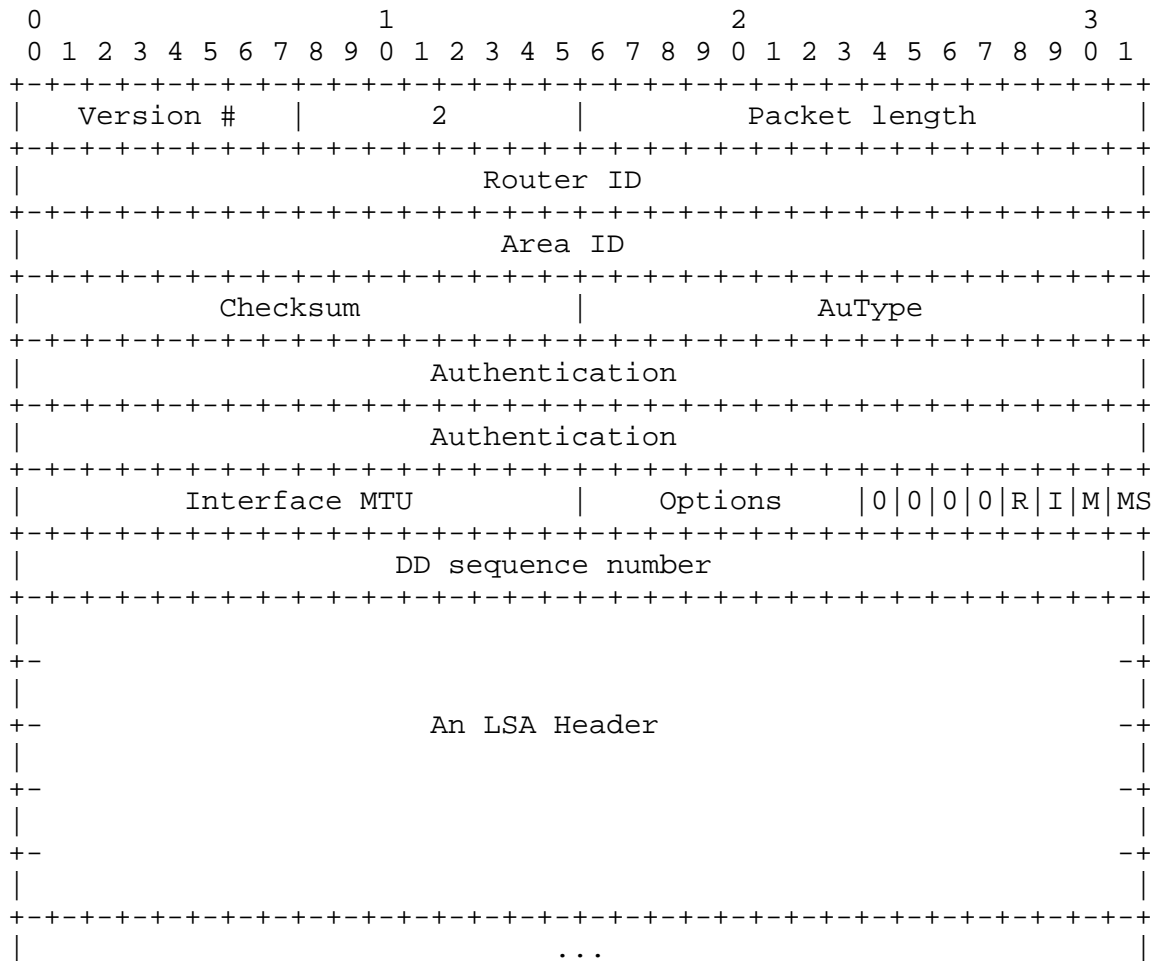 0                   1                   2                   3
 0 1 2 3 4 5 6 7 8 9 0 1 2 3 4 5 6 7 8 9 0 1 2 3 4 5 6 7 8 9 0 1
+-+-+-+-+-+-+-+-+-+-+-+-+-+-+-+-+-+-+-+-+-+-+-+-+-+-+-+-+-+-+-+-+
|   Version #   |       2       |         Packet length         |
+-+-+-+-+-+-+-+-+-+-+-+-+-+-+-+-+-+-+-+-+-+-+-+-+-+-+-+-+-+-+-+-+
|                          Router ID                            |
+-+-+-+-+-+-+-+-+-+-+-+-+-+-+-+-+-+-+-+-+-+-+-+-+-+-+-+-+-+-+-+-+
|                           Area ID                             |
+-+-+-+-+-+-+-+-+-+-+-+-+-+-+-+-+-+-+-+-+-+-+-+-+-+-+-+-+-+-+-+-+
|           Checksum            |             AuType            |
+-+-+-+-+-+-+-+-+-+-+-+-+-+-+-+-+-+-+-+-+-+-+-+-+-+-+-+-+-+-+-+-+
|                       Authentication                          |
+-+-+-+-+-+-+-+-+-+-+-+-+-+-+-+-+-+-+-+-+-+-+-+-+-+-+-+-+-+-+-+-+
|                       Authentication                          |
+-+-+-+-+-+-+-+-+-+-+-+-+-+-+-+-+-+-+-+-+-+-+-+-+-+-+-+-+-+-+-+-+
|         Interface MTU         |    Options    |0|0|0|0|R|I|M|MS
+-+-+-+-+-+-+-+-+-+-+-+-+-+-+-+-+-+-+-+-+-+-+-+-+-+-+-+-+-+-+-+-+
|                     DD sequence number                        |
+-+-+-+-+-+-+-+-+-+-+-+-+-+-+-+-+-+-+-+-+-+-+-+-+-+-+-+-+-+-+-+-+
|                                                               |
+-                                                             -+
|                                                               |
+-                      An LSA Header                          -+
|                                                               |
+-                                                             -+
|                                                               |
+-                                                             -+
|                                                               |
+-+-+-+-+-+-+-+-+-+-+-+-+-+-+-+-+-+-+-+-+-+-+-+-+-+-+-+-+-+-+-+-+
|                              ...                              |